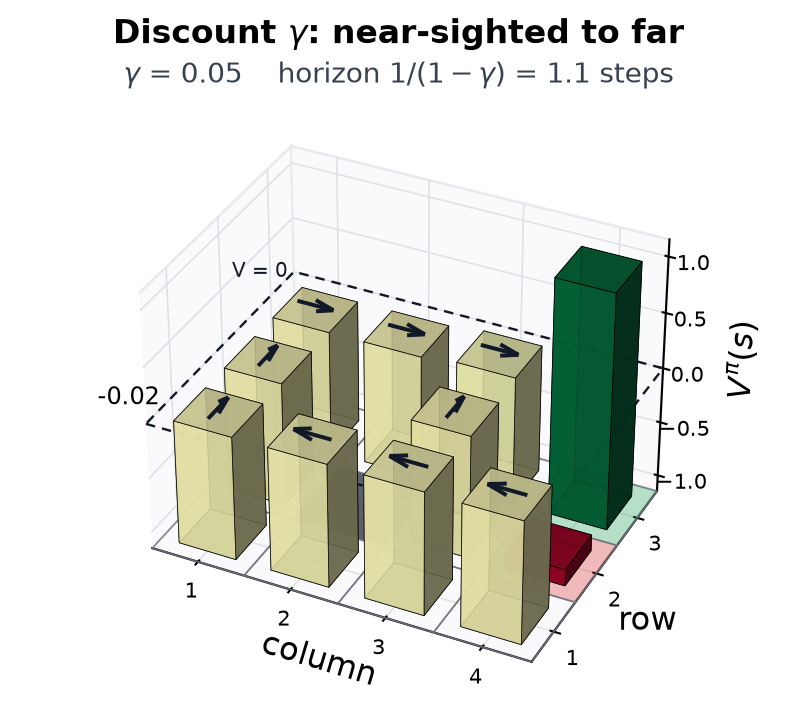 Discount γ: near-sighted to far
γ = 0.05 horizon 1/(1 − γ) = 1.1 steps
V = 0
-0.02
1.0
0.5
0.0
-0.5
-1.0
Vπ(s)
1
2
3
4
column
1
2
3
row